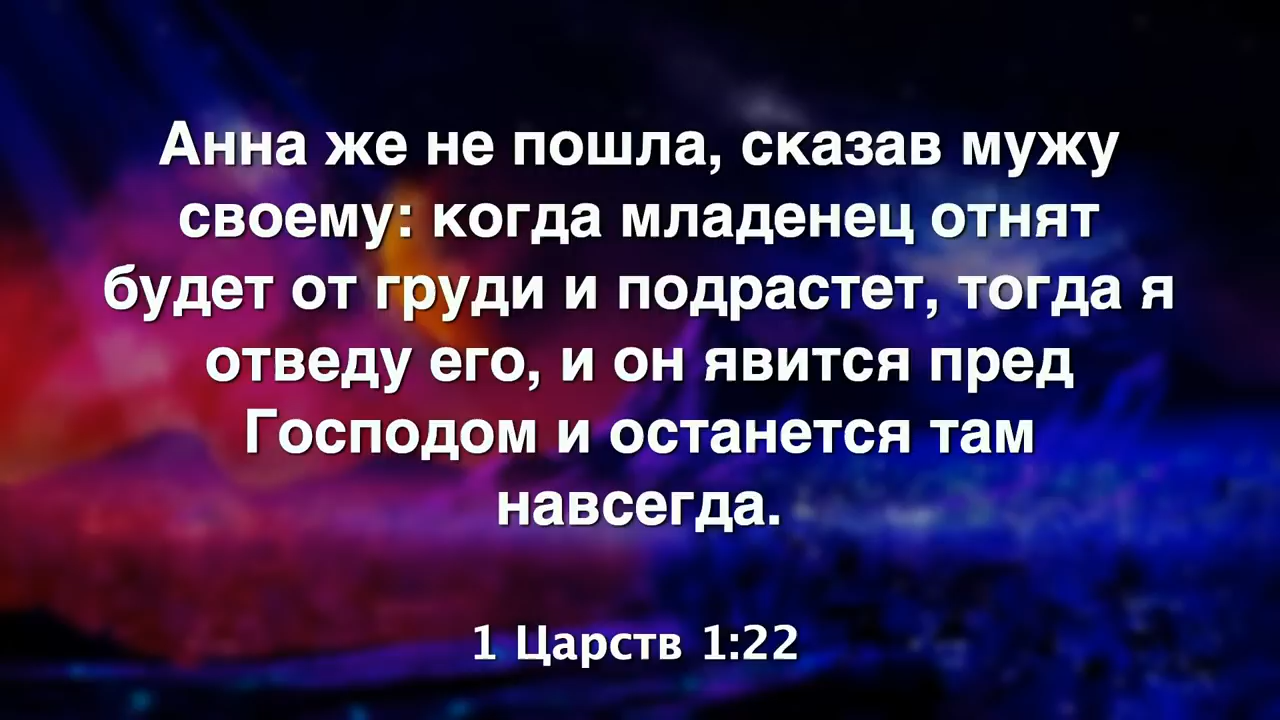 Анна же не пошла, сказав мужу
своему: когда младенец отнят
будет от груди и подрастет, тогда я
отведу его, и он явится пред
Господом и останется там
навсегда.
1 Царств 1:22